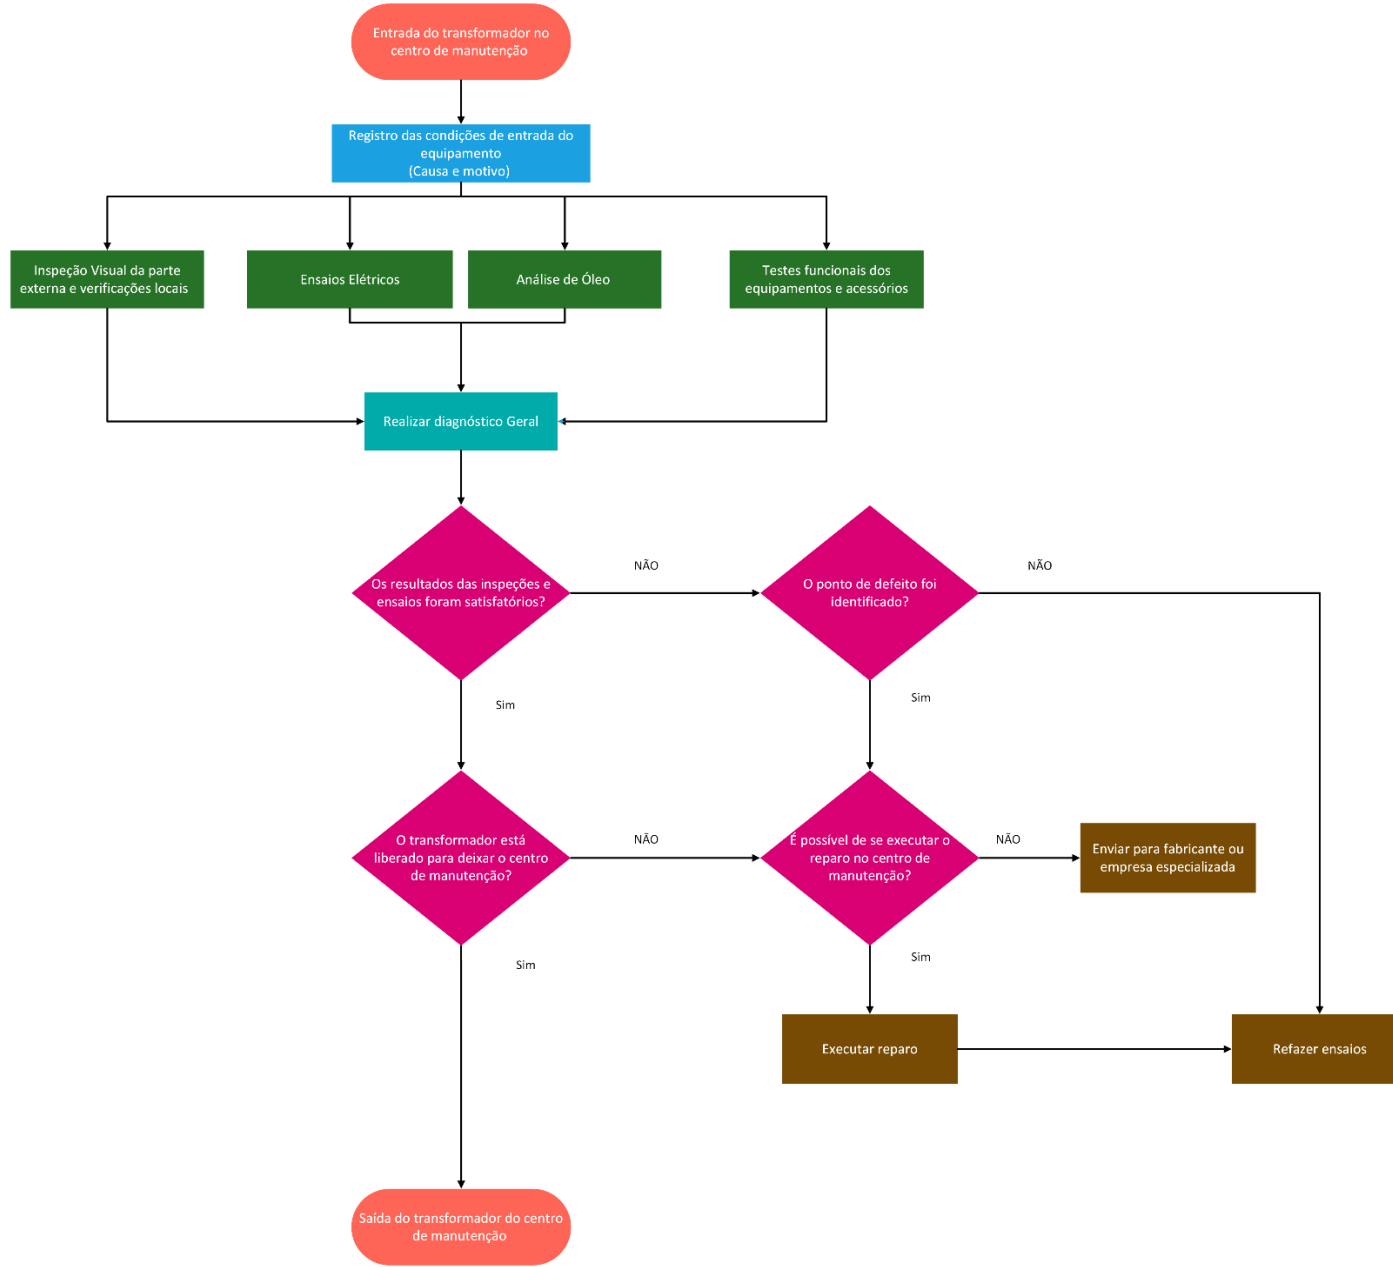 Entrada do transformador no
centro de manutenção
Registro das condições de entrada do
equipamento
(Causa e motivo)
Inspeção Visual da parte
externa e verificações locais
Ensaios Elétricos
Análise de Óleo
Testes funcionais dos
equipamentos e acessórios
Realizar diagnóstico Geral
Os resultados das inspeções e
ensaios foram satisfatórios?
NÃO
O ponto de defeito foi
identificado?
NÃO
Sim
Sim
O transformador está
liberado para deixar o centro
de manutenção?
NÃO
É possível de se executar o
reparo no centro de
manutenção?
NÃO
Enviar para fabricante ou
empresa especializada
Sim
Sim
Executar reparo
Refazer ensaios
Saída do transformador do centro
de manutenção